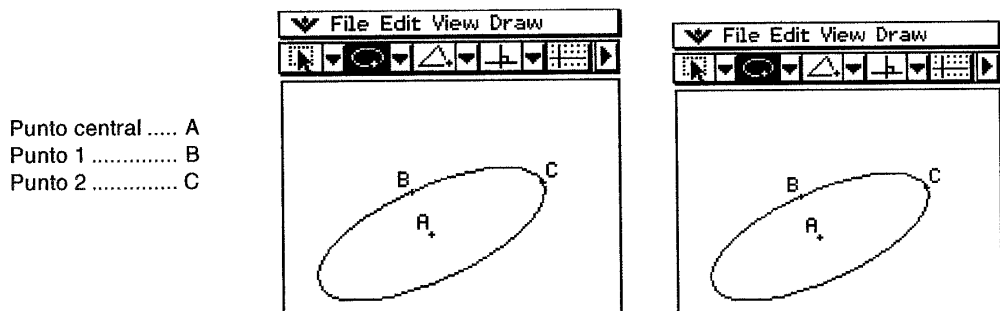 Punto central ..... A
Punto 1 .............. B
Punto 2 .............. C
File Edit View Draw
B
C
A
File Edit View Draw
B
C
A